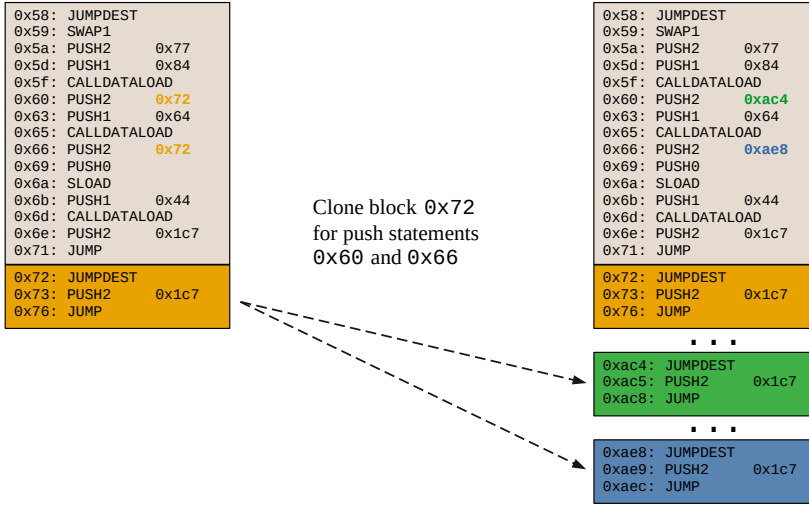 0x58: JUMPDEST
0x59: SWAP1
0x5a: PUSH2 0x77
0x5d: PUSH1 0x84
0x5f: CALLDATALOAD
0x60: PUSH2 0x72
0x63: PUSH1 0x64
0x65: CALLDATALOAD
0x66: PUSH2 0x72
0x69: PUSH0
0x6a: SLOAD
0x6b: PUSH1 0x44
0x6d: CALLDATALOAD
0x6e: PUSH2 0x1c7
0x71: JUMP
0x72: JUMPDEST
0x73: PUSH2 0x1c7
0x76: JUMP
Clone block 0x72
for push statements
0x60 and 0x66
0x58: JUMPDEST
0x59: SWAP1
0x5a: PUSH2 0x77
0x5d: PUSH1 0x84
0x5f: CALLDATALOAD
0x60: PUSH2 0xac4
0x63: PUSH1 0x64
0x65: CALLDATALOAD
0x66: PUSH2 0xae8
0x69: PUSH0
0x6a: SLOAD
0x6b: PUSH1 0x44
0x6d: CALLDATALOAD
0x6e: PUSH2 0x1c7
0x71: JUMP
0x72: JUMPDEST
0x73: PUSH2 0x1c7
0x76: JUMP
...
0xac4: JUMPDEST
0xac5: PUSH2 0x1c7
0xac8: JUMP
...
0xae8: JUMPDEST
0xae9: PUSH2 0x1c7
0xaec: JUMP